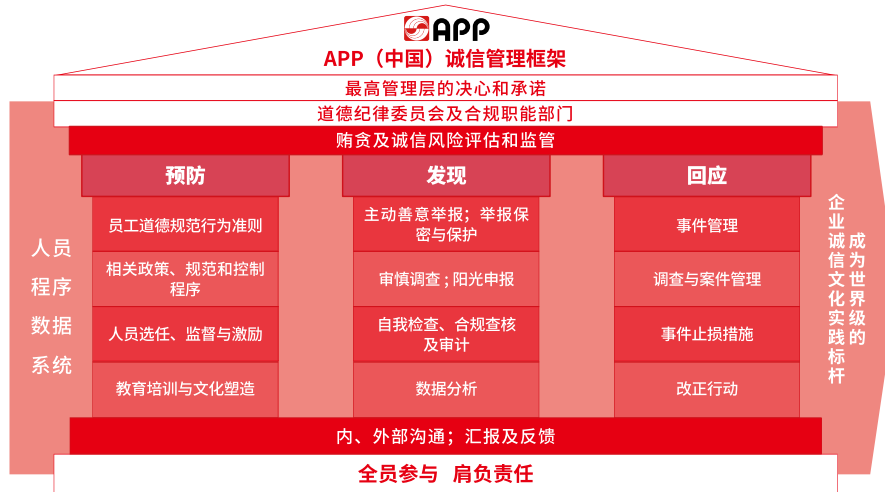 APP
APP（中国）诚信管理框架
最高管理层的决心和承诺
道德纪律委员会及合规职能部门
贿贪及诚信风险评估和监管
人员
程序
数据
系统
预防
员工道德规范行为准则
相关政策、规范和控制
程序
人员选任、监督与激励
教育培训与文化塑造
发现
主动善意举报；举报保
密与保护
审慎调查；阳光申报
自我检查、合规查核
及审计
数据分析
回应
事件管理
调查与案件管理
事件止损措施
改正行动
成为世界级的
企业诚信文化实践标杆
内、外部沟通；汇报及反馈
全员参与 肩负责任